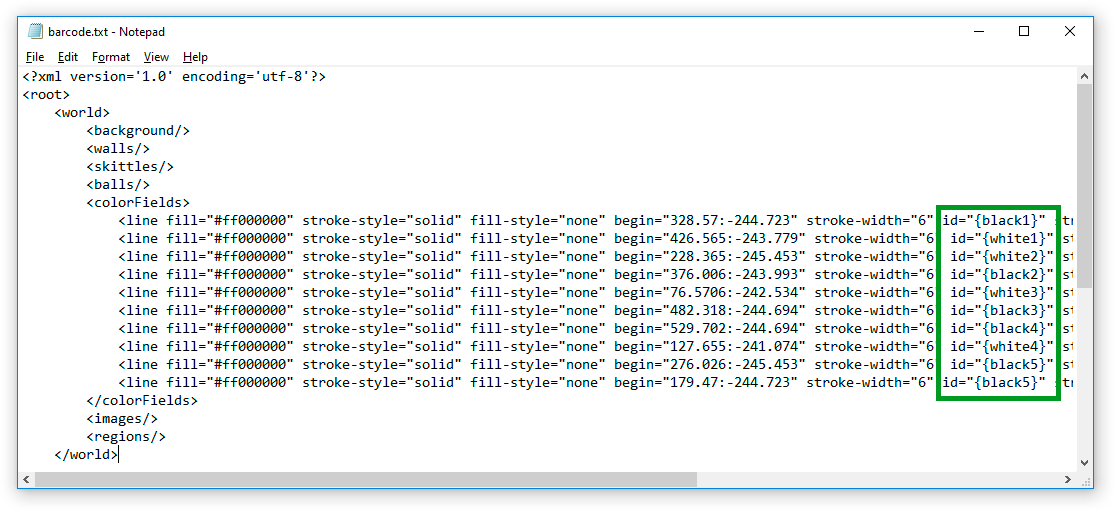 barcode.txt - Notepad
File Edit Format View Help
<?xml version='1.0' encoding='utf-8'?>
<root>
    <world>
        <background/>
        <walls/>
        <skittles/>
        <balls/>
        <colorFields>
            <line fill="#ff000000" stroke-style="solid" fill-style="none" begin="328.57:-244.723" stroke-width="6" id="{black1}" str
            <line fill="#ff000000" stroke-style="solid" fill-style="none" begin="426.565:-243.779" stroke-width="6" id="{white1}" st
            <line fill="#ff000000" stroke-style="solid" fill-style="none" begin="228.365:-245.453" stroke-width="6" id="{white2}" st
            <line fill="#ff000000" stroke-style="solid" fill-style="none" begin="376.006:-243.993" stroke-width="6" id="{black2}" st
            <line fill="#ff000000" stroke-style="solid" fill-style="none" begin="76.5706:-242.534" stroke-width="6" id="{white3}" st
            <line fill="#ff000000" stroke-style="solid" fill-style="none" begin="482.318:-244.694" stroke-width="6" id="{black3}" st
            <line fill="#ff000000" stroke-style="solid" fill-style="none" begin="529.702:-244.694" stroke-width="6" id="{black4}" st
            <line fill="#ff000000" stroke-style="solid" fill-style="none" begin="127.655:-241.074" stroke-width="6" id="{white4}" st
            <line fill="#ff000000" stroke-style="solid" fill-style="none" begin="276.026:-245.453" stroke-width="6" id="{black5}" st
            <line fill="#ff000000" stroke-style="solid" fill-style="none" begin="179.47:-244.723" stroke-width="6" id="{black5}" str
        </colorFields>
        <images/>
        <regions/>
    </world>